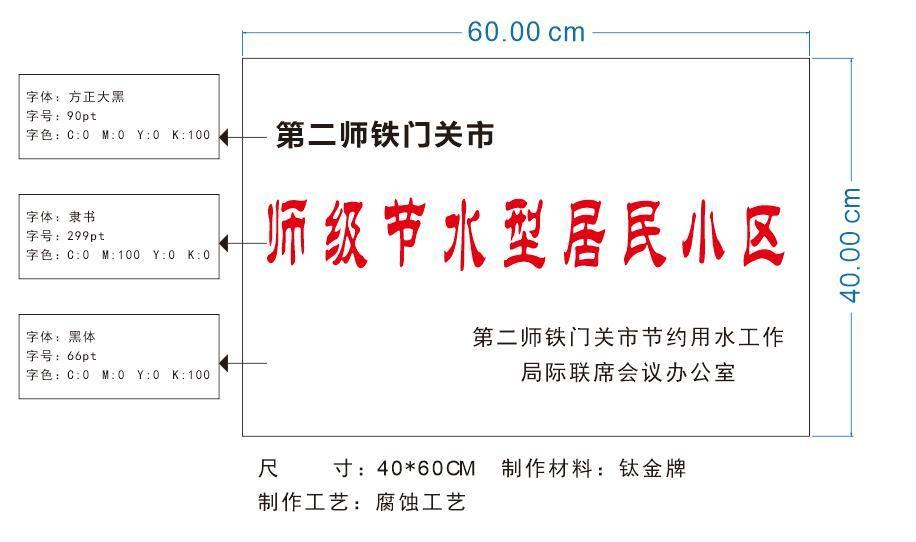 60.00 cm
字体：方正大黑
字号：90pt
字色：C:0 M:0 Y:0 K:100
第二师铁门关市
字体：隶书
字号：299pt
字色：C:0 M:100 Y:0 K:0
师级节水型居民小区
40.00 cm
字体：黑体
字号：66pt
字色：C:0 M:0 Y:0 K:100
第二师铁门关市节约用水工作
局际联席会议办公室
尺 寸：40*60CM 制作材料：钛金牌
制作工艺：腐蚀工艺